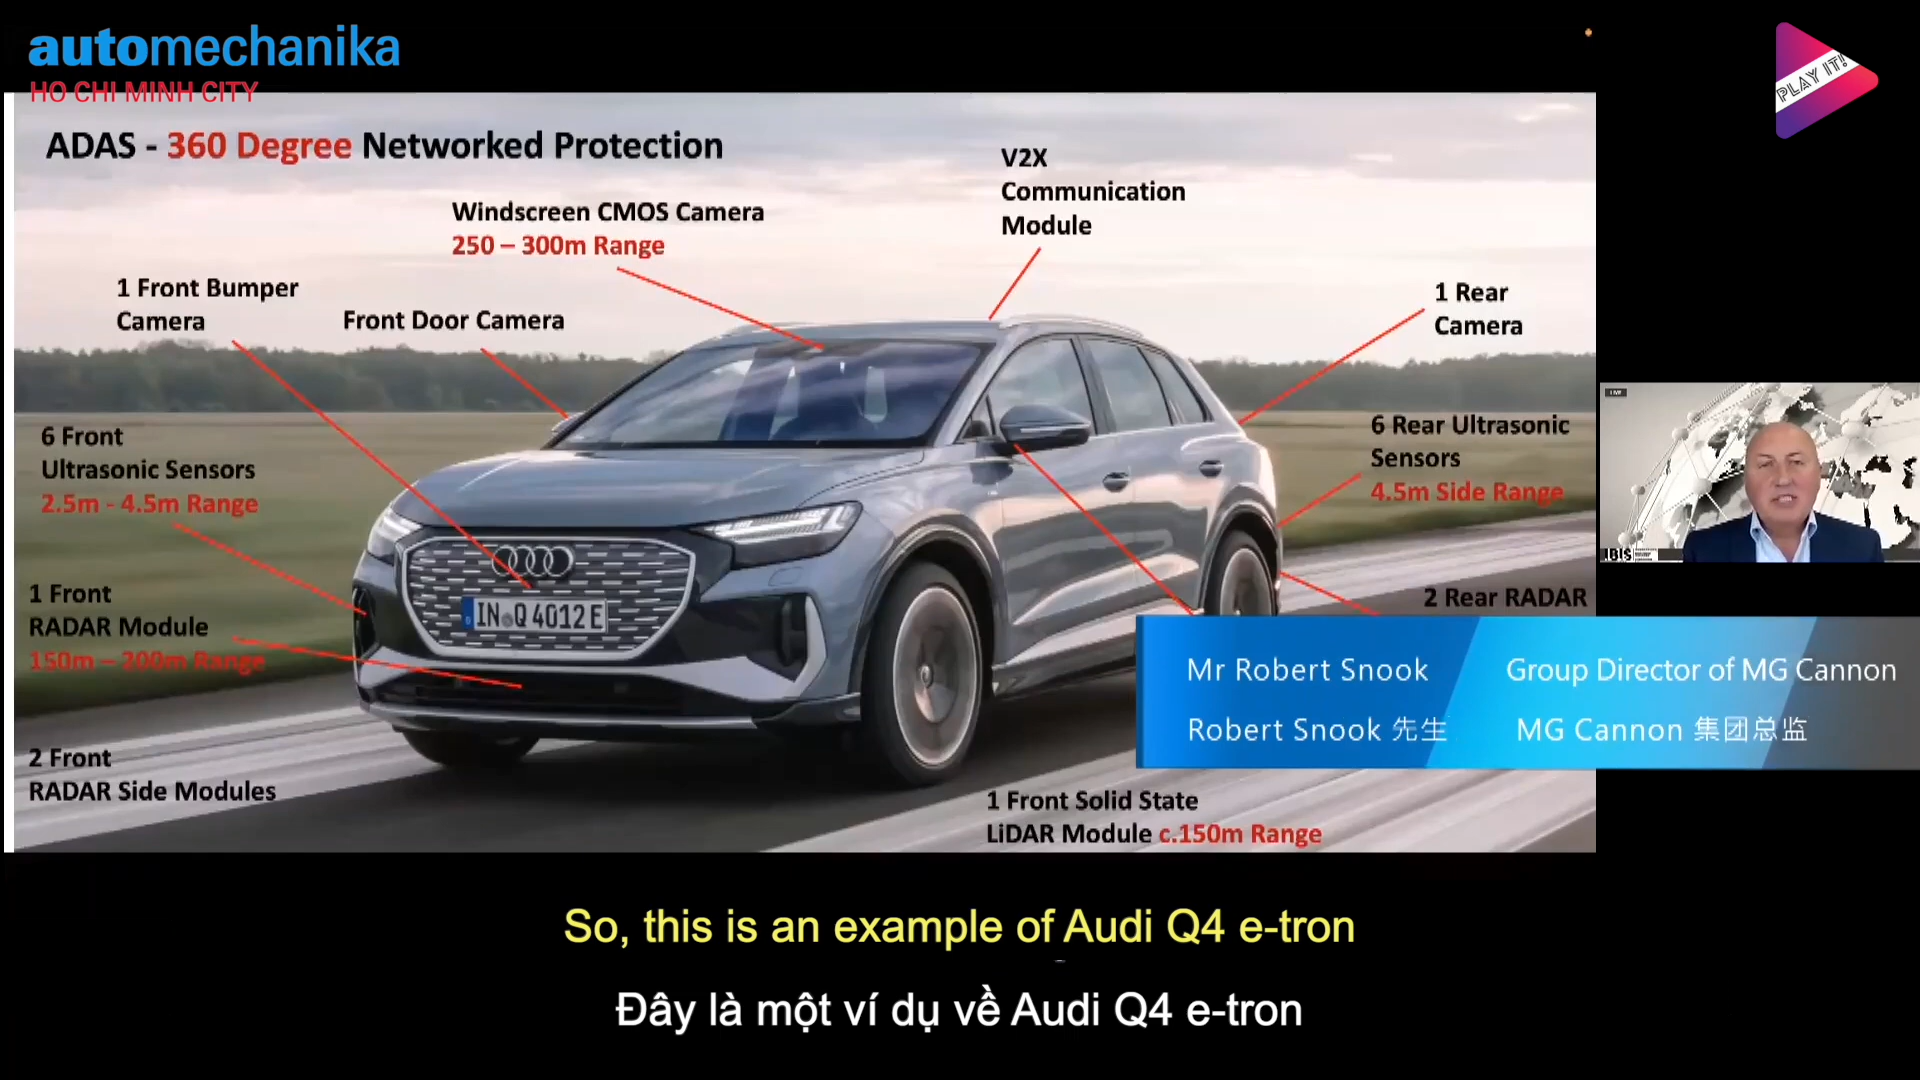 automechanika
HO CHI MINH CITY
PLAY IT!
ADAS - 360 Degree Networked Protection
V2X
Communication
Module
Windscreen CMOS Camera
250 – 300m Range
1 Front Bumper
Camera
Front Door Camera
1 Rear
Camera
6 Front
Ultrasonic Sensors
2.5m - 4.5m Range
6 Rear Ultrasonic
Sensors
4.5m Side Range
LIVE
IBIS
1 Front
RADAR Module
150m – 200m Range
IN Q 4012 E
2 Rear RADAR
Mr Robert Snook
Group Director of MG Cannon
Robert Snook 先生
MG Cannon 集团总监
2 Front
RADAR Side Modules
1 Front Solid State
LiDAR Module c.150m Range
So, this is an example of Audi Q4 e-tron
Đây là một ví dụ về Audi Q4 e-tron